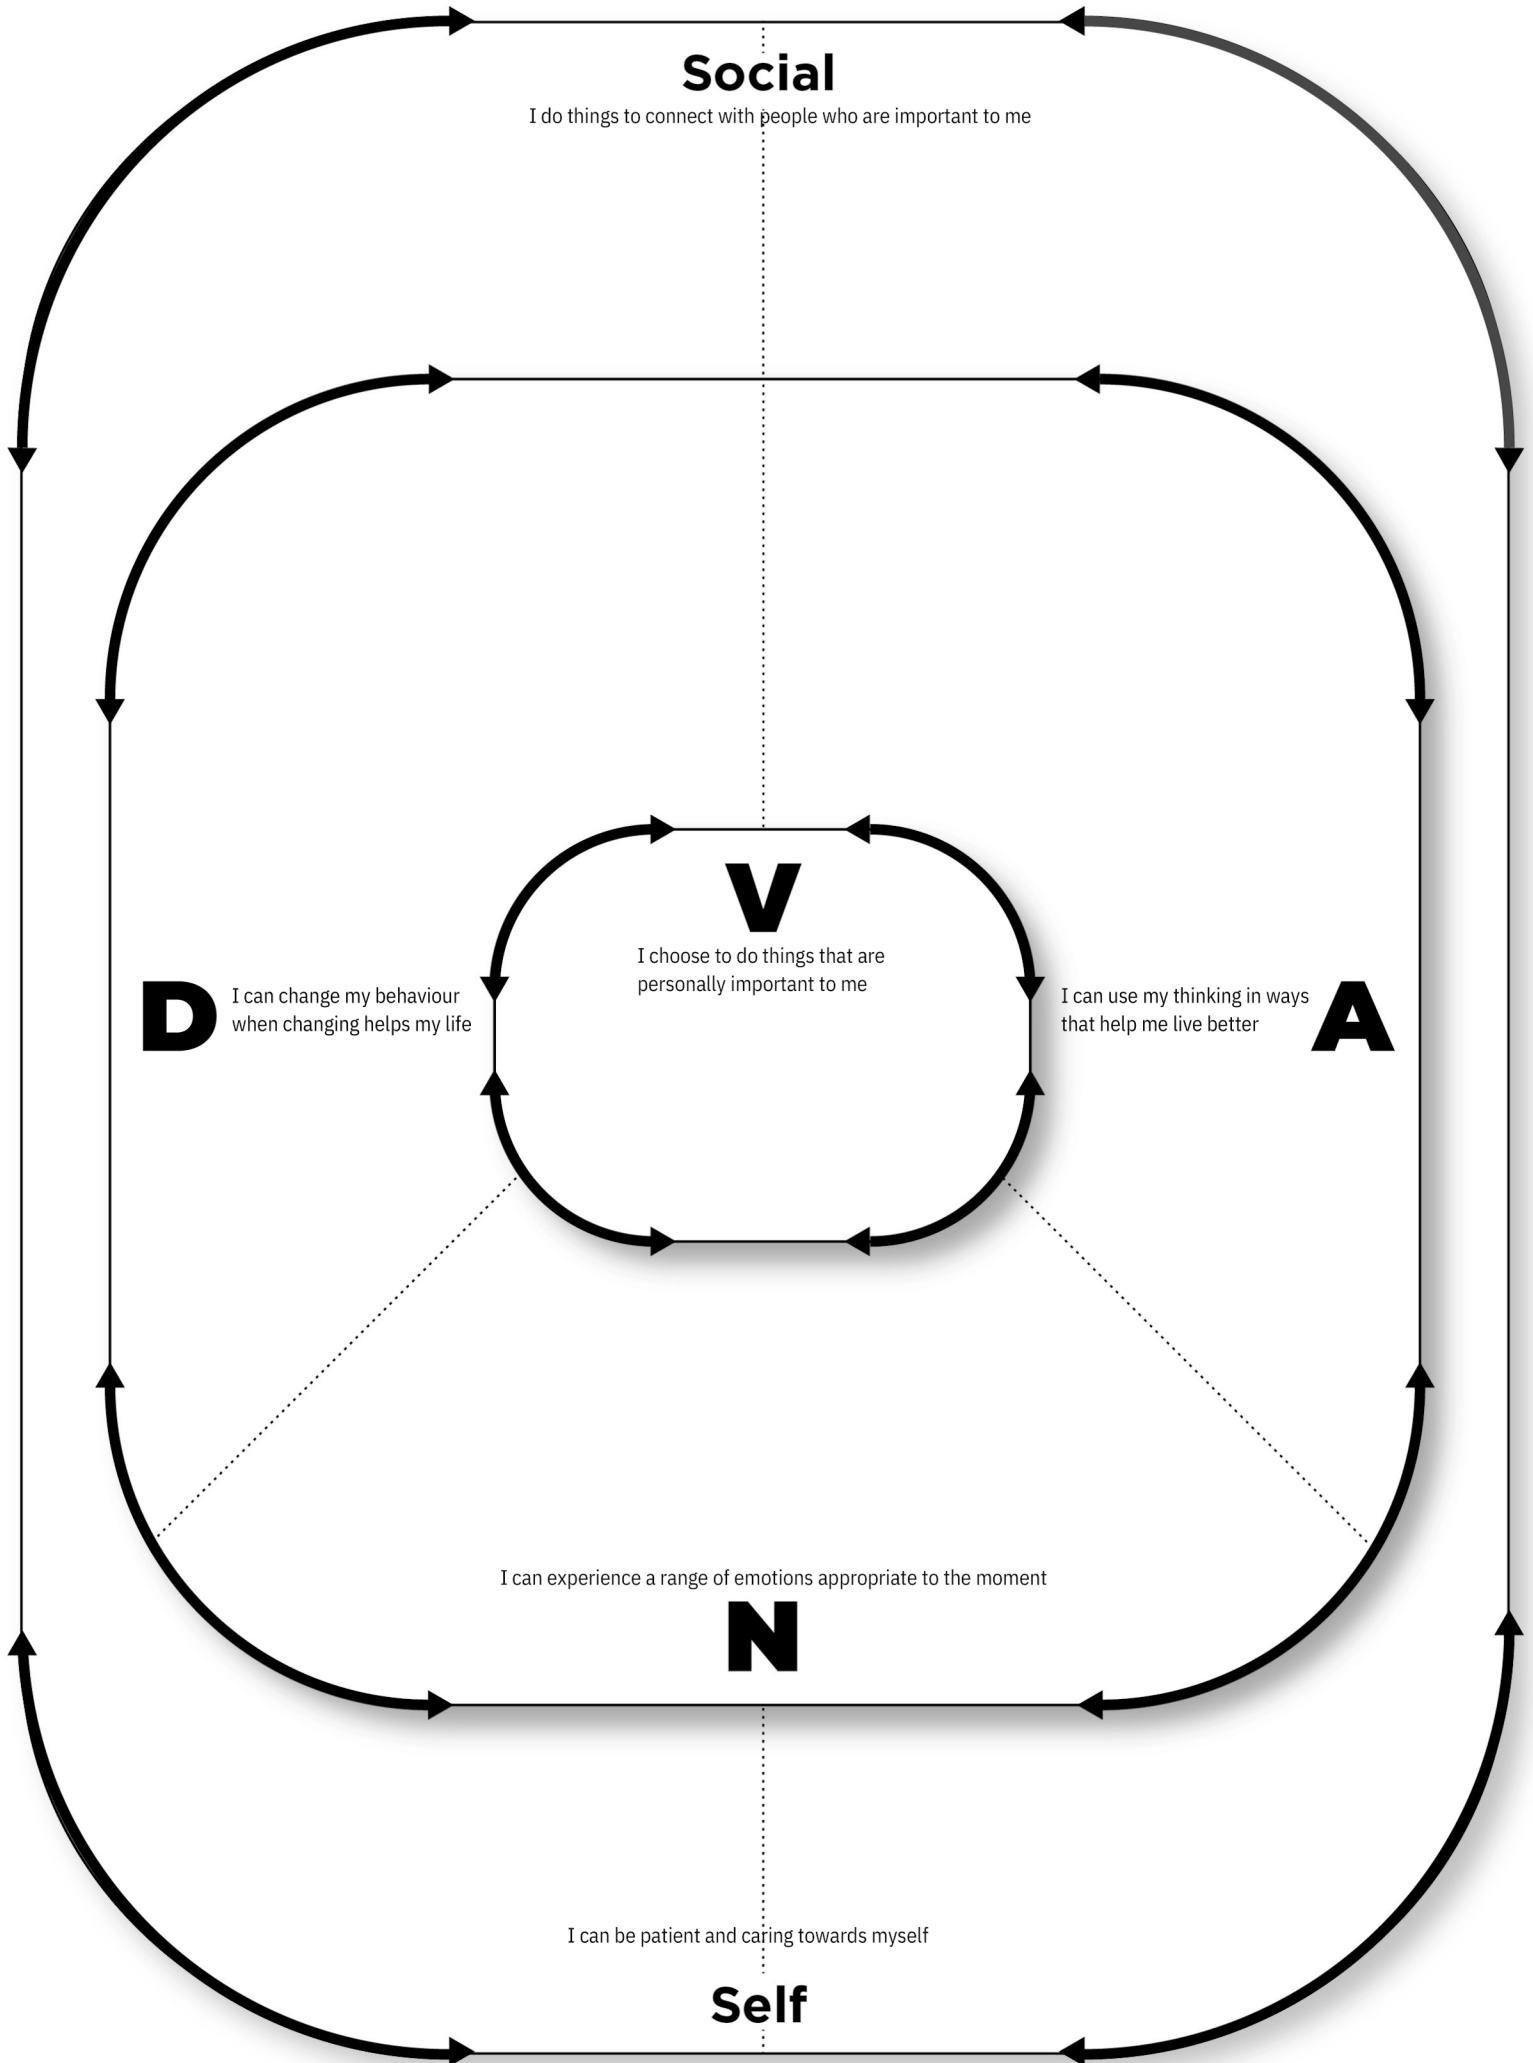 Social
I do things to connect with people who are important to me
V
I choose to do things that are
personally important to me
D
I can change my behaviour
when changing helps my life
I can use my thinking in ways
that help me live better
A
I can experience a range of emotions appropriate to the moment
N
I can be patient and caring towards myself
Self